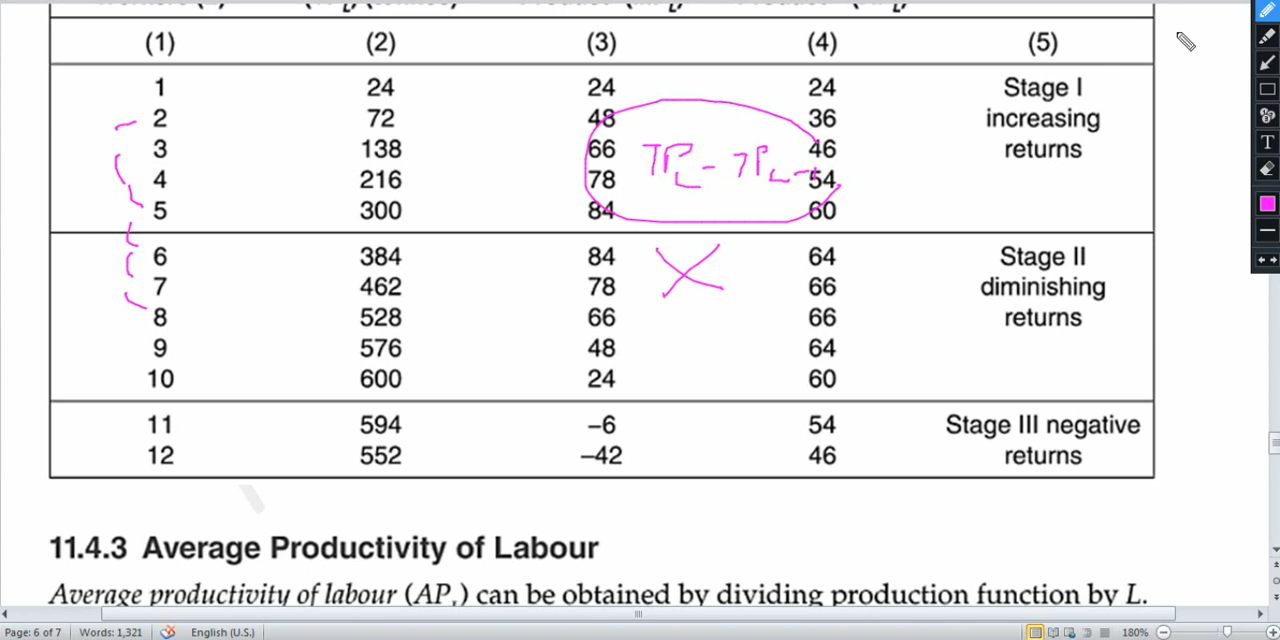 (1) (2) (3) (4) (5)
1 24 24 24 Stage I
2 72 48 36 increasing
3 138 66 46 returns
TP_L - TP_L-1
4 216 78 54
5 300 84 60
6 384 84 64 Stage II
7 462 78 66 diminishing
8 528 66 66 returns
9 576 48 64
10 600 24 60
11 594 –6 54 Stage III negative
12 552 –42 46 returns
11.4.3 Average Productivity of Labour
Average productivity of labour (AP_L) can be obtained by dividing production function by L.
Page: 6 of 7 Words: 1,321 English (U.S.) 180%